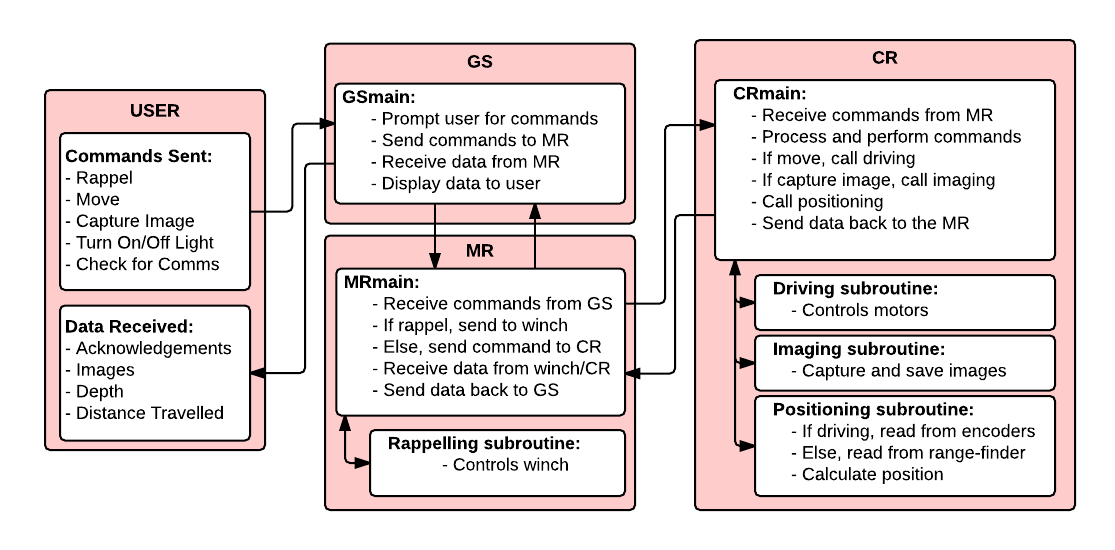 USER
Commands Sent:
- Rappel
- Move
- Capture Image
- Turn On/Off Light
- Check for Comms
Data Received:
- Acknowledgements
- Images
- Depth
- Distance Travelled
GS
GSmain:
- Prompt user for commands
- Send commands to MR
- Receive data from MR
- Display data to user
MR
MRmain:
- Receive commands from GS
- If rappel, send to winch
- Else, send command to CR
- Receive data from winch/CR
- Send data back to GS
Rappelling subroutine:
- Controls winch
CR
CRmain:
- Receive commands from MR
- Process and perform commands
- If move, call driving
- If capture image, call imaging
- Call positioning
- Send data back to the MR
Driving subroutine:
- Controls motors
Imaging subroutine:
- Capture and save images
Positioning subroutine:
- If driving, read from encoders
- Else, read from range-finder
- Calculate position